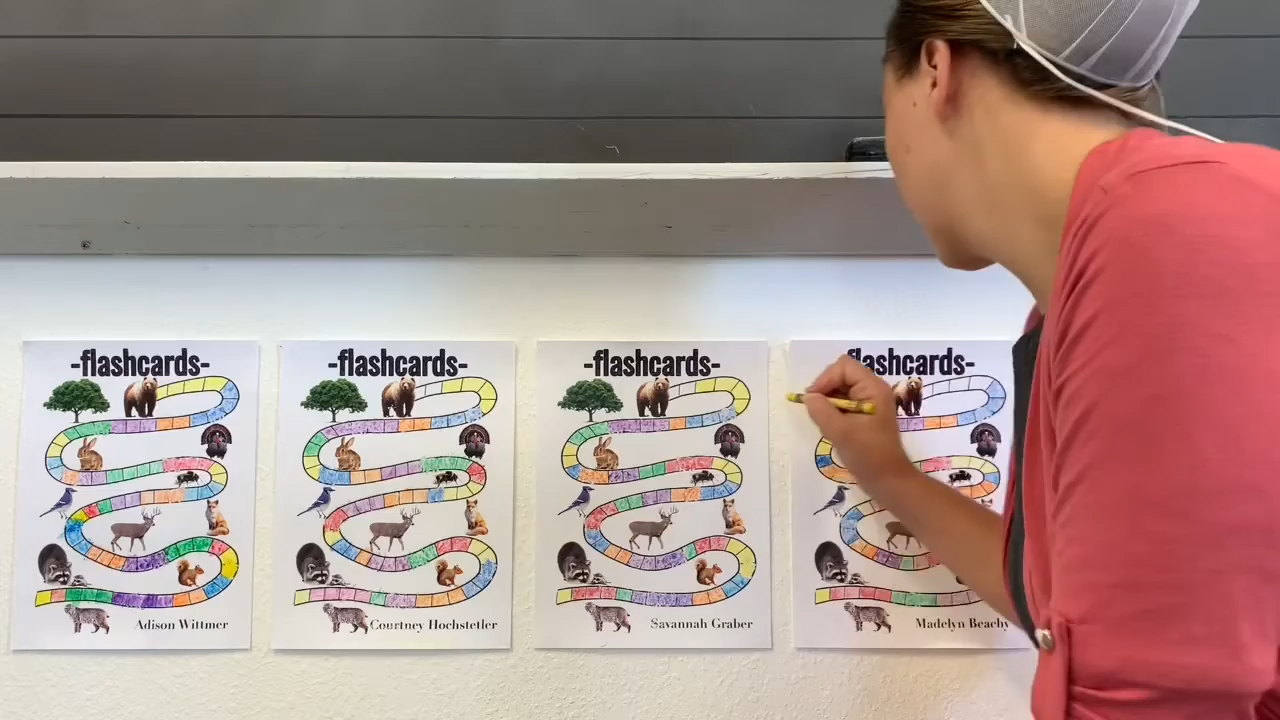 -flashcards-
Adison Wittmer
-flashcards-
Courtney Hochstetler
-flashcards-
Savannah Graber
-flashcards-
Madelyn Beachy